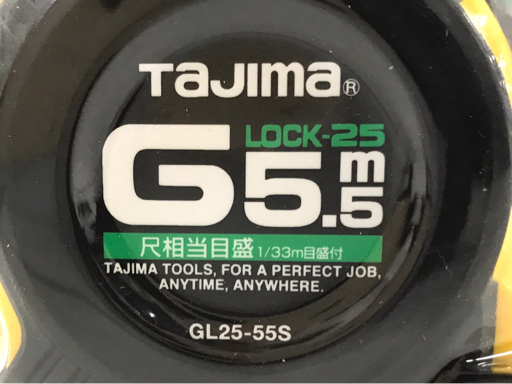 TAJIMA®
LOCK-25
G5.5m
尺相当目盛 1/33m目盛付
TAJIMA TOOLS, FOR A PERFECT JOB,
ANYTIME, ANYWHERE.
GL25-55S